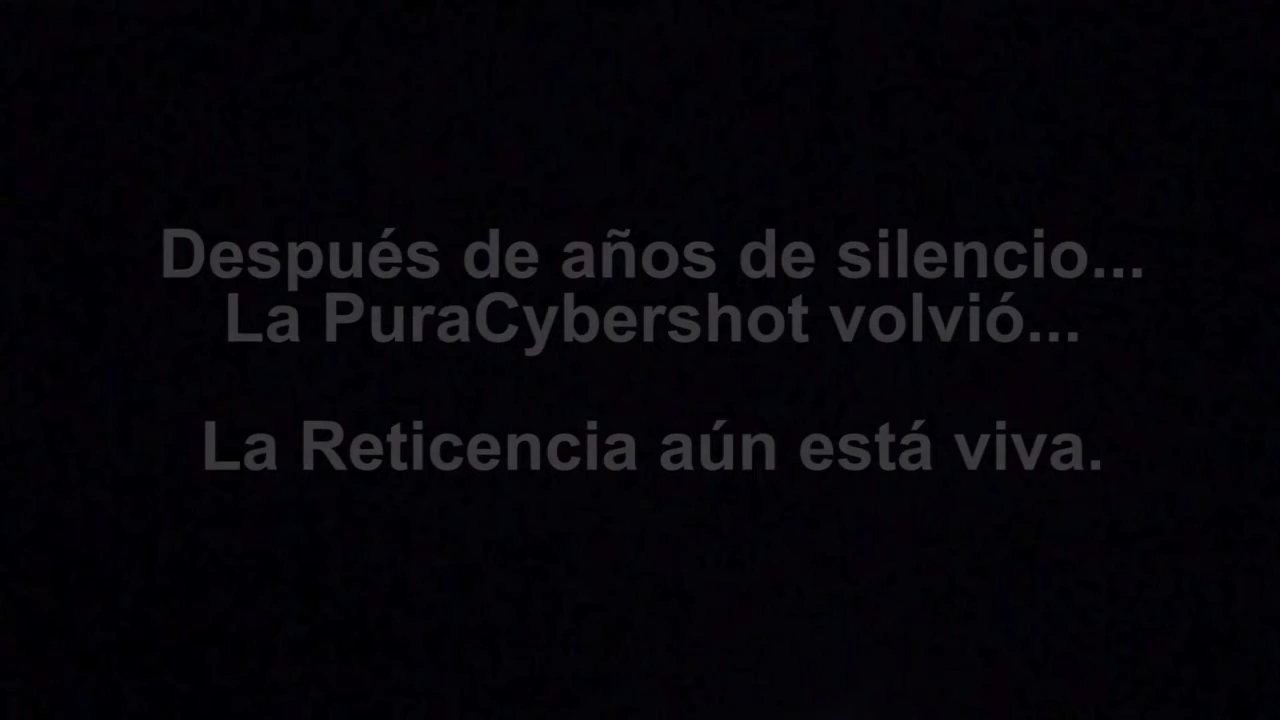 Después de años de silencio...
La PuraCybershot volvió...
La Reticencia aún está viva.